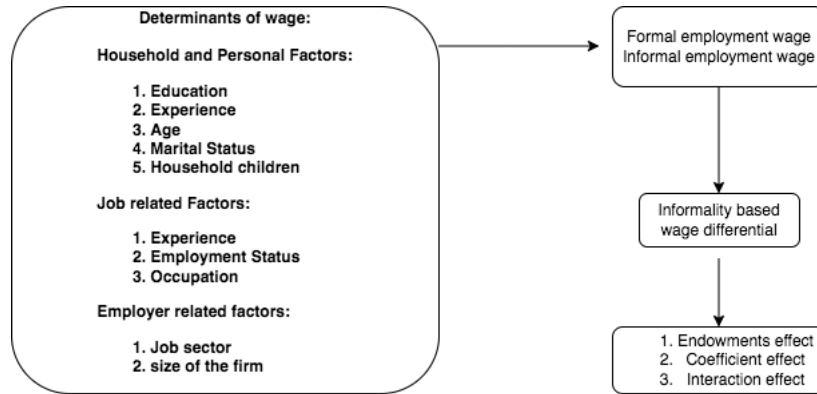 Determinants of wage:
Household and Personal Factors:
1. Education
2. Experience
3. Age
4. Marital Status
5. Household children
Job related Factors:
1. Experience
2. Employment Status
3. Occupation
Employer related factors:
1. Job sector
2. size of the firm
Formal employment wage
Informal employment wage
Informality based
wage differential
1. Endowments effect
2. Coefficient effect
3. Interaction effect